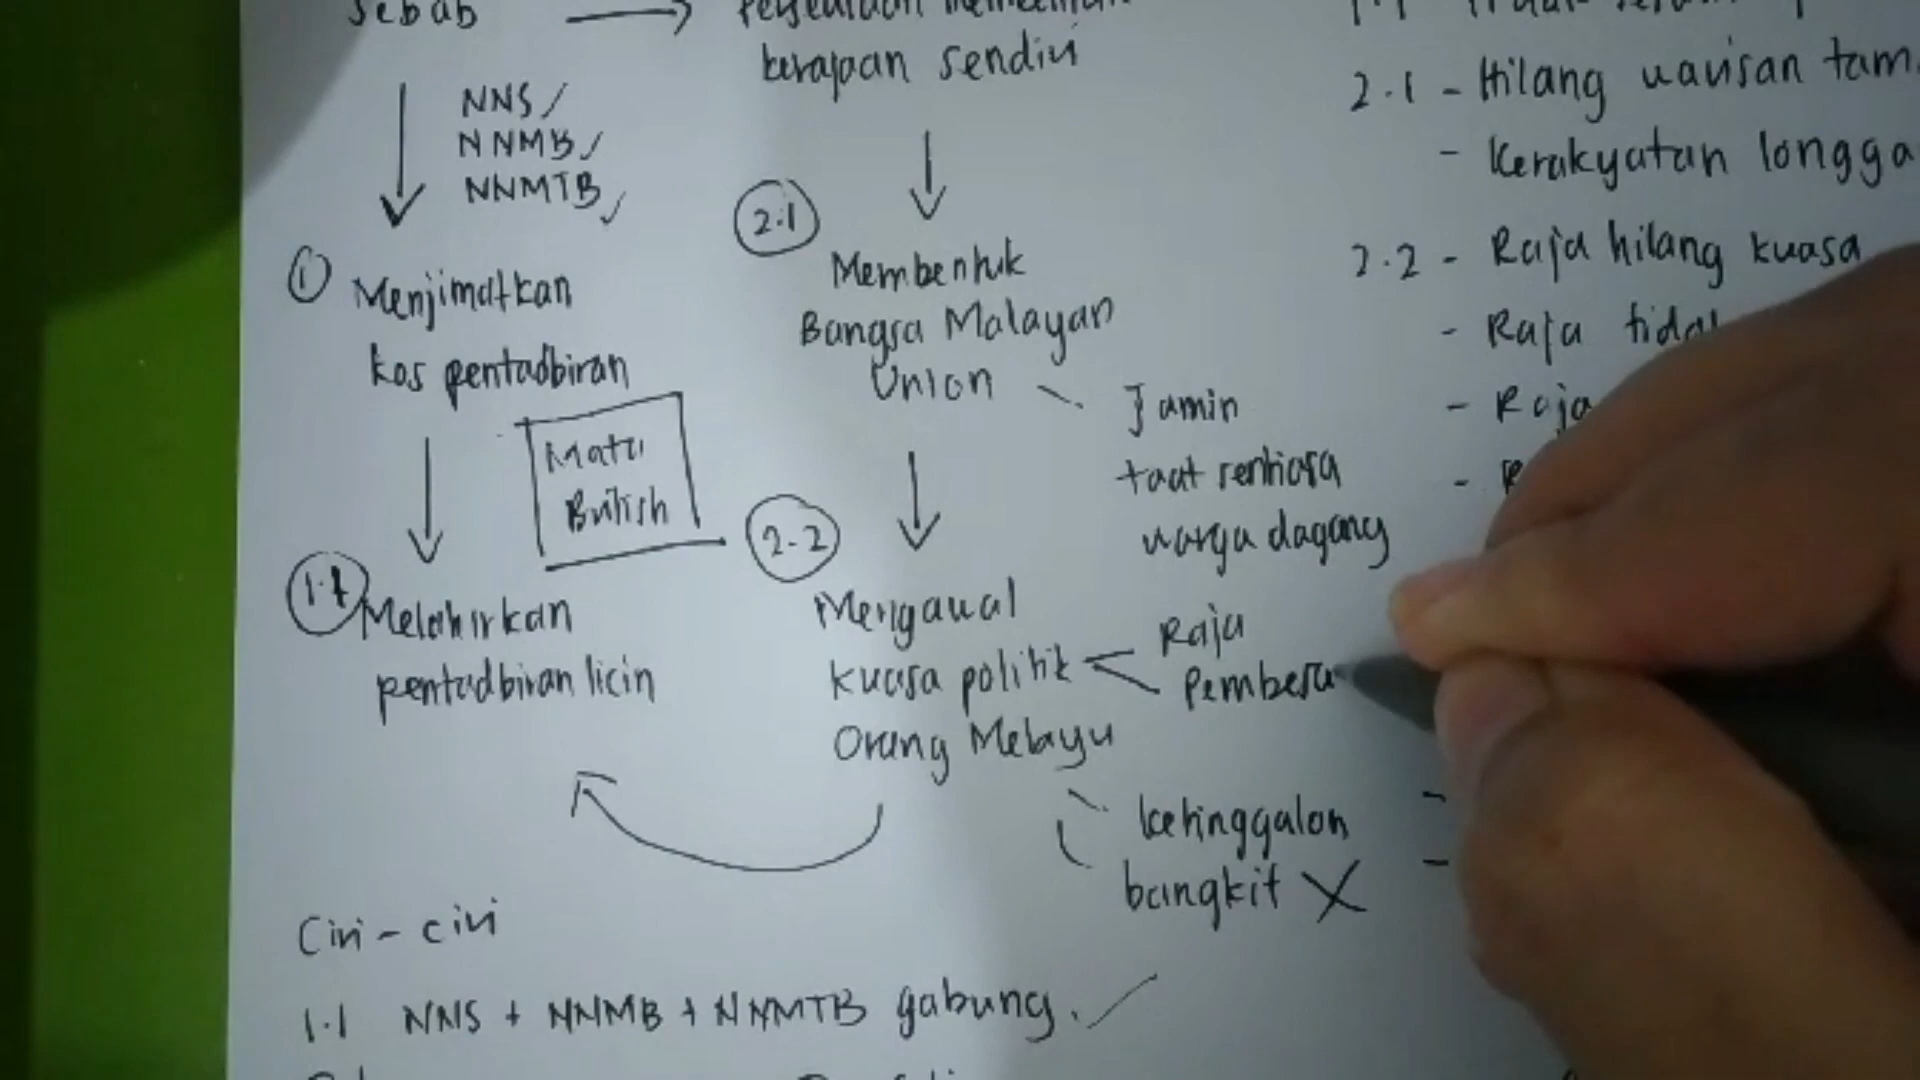 Sebab
kerajaan sendiri
NNS
NNMB
NNMTB
1
Menjimatkan
kos pentadbiran
Mata
British
1.1
Melahirkan
pentadbiran licin
2.1
Membentuk
Bangsa Malayan
Union
Jamin
taat setia
warga dagang
2.2
Mengawal
kuasa politik
Orang Melayu
Raja
Pembesa
ketinggalan
bangkit X
Ciri - ciri
1.1 NNS + NNMB + NNMTB gabung.
2.1 - Hilang warisan
- Kerakyatan longga
2.2 - Raja hilang kuasa
- Raja
- Raja